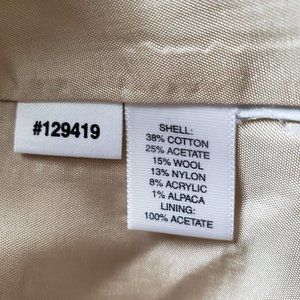 #129419
SHELL:
38% COTTON
25% ACETATE
15% WOOL
13% NYLON
8% ACRYLIC
1% ALPACA
LINING:
100% ACETATE